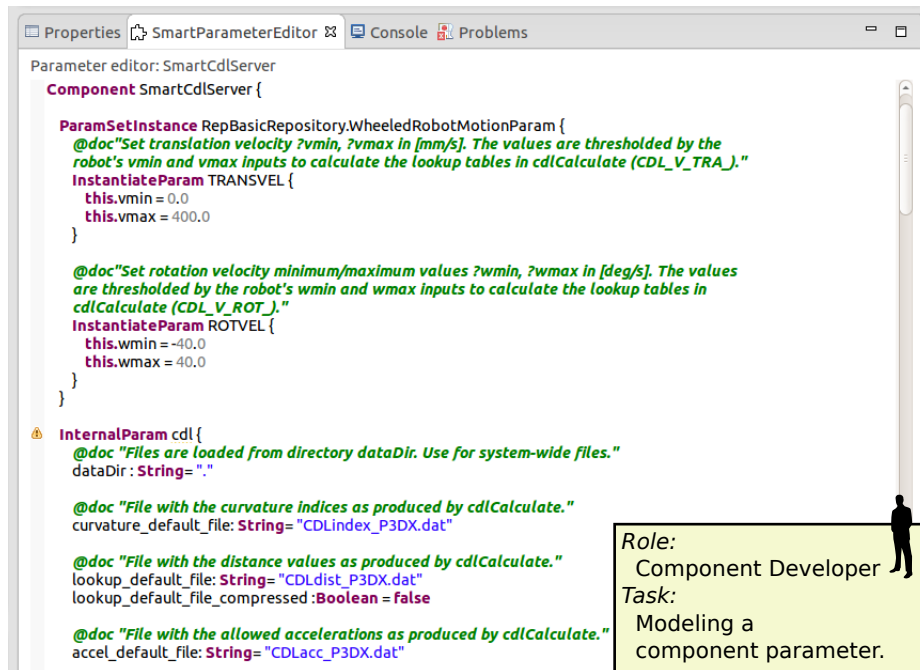 Properties SmartParameterEditor Console Problems
Parameter editor: SmartCdlServer
Component SmartCdlServer {
ParamSetInstance RepBasicRepository.WheeledRobotMotionParam {
@doc"Set translation velocity ?vmin, ?vmax in [mm/s]. The values are thresholded by the
robot's vmin and vmax inputs to calculate the lookup tables in cdlCalculate (CDL_V_TRA_)."
InstantiateParam TRANSVEL {
this.vmin = 0.0
this.vmax = 400.0
}
@doc"Set rotation velocity minimum/maximum values ?wmin, ?wmax in [deg/s]. The values
are thresholded by the robot's wmin and wmax inputs to calculate the lookup tables in
cdlCalculate (CDL_V_ROT_)."
InstantiateParam ROTVEL {
this.wmin = -40.0
this.wmax = 40.0
}
}
InternalParam cdl {
@doc "Files are loaded from directory dataDir. Use for system-wide files."
dataDir : String= "."
@doc "File with the curvature indices as produced by cdlCalculate."
curvature_default_file: String= "CDLindex_P3DX.dat"
@doc "File with the distance values as produced by cdlCalculate."
lookup_default_file: String= "CDLdist_P3DX.dat"
lookup_default_file_compressed :Boolean = false
@doc "File with the allowed accelerations as produced by cdlCalculate."
accel_default_file: String= "CDLacc_P3DX.dat"
Role:
Component Developer
Task:
Modeling a
component parameter.